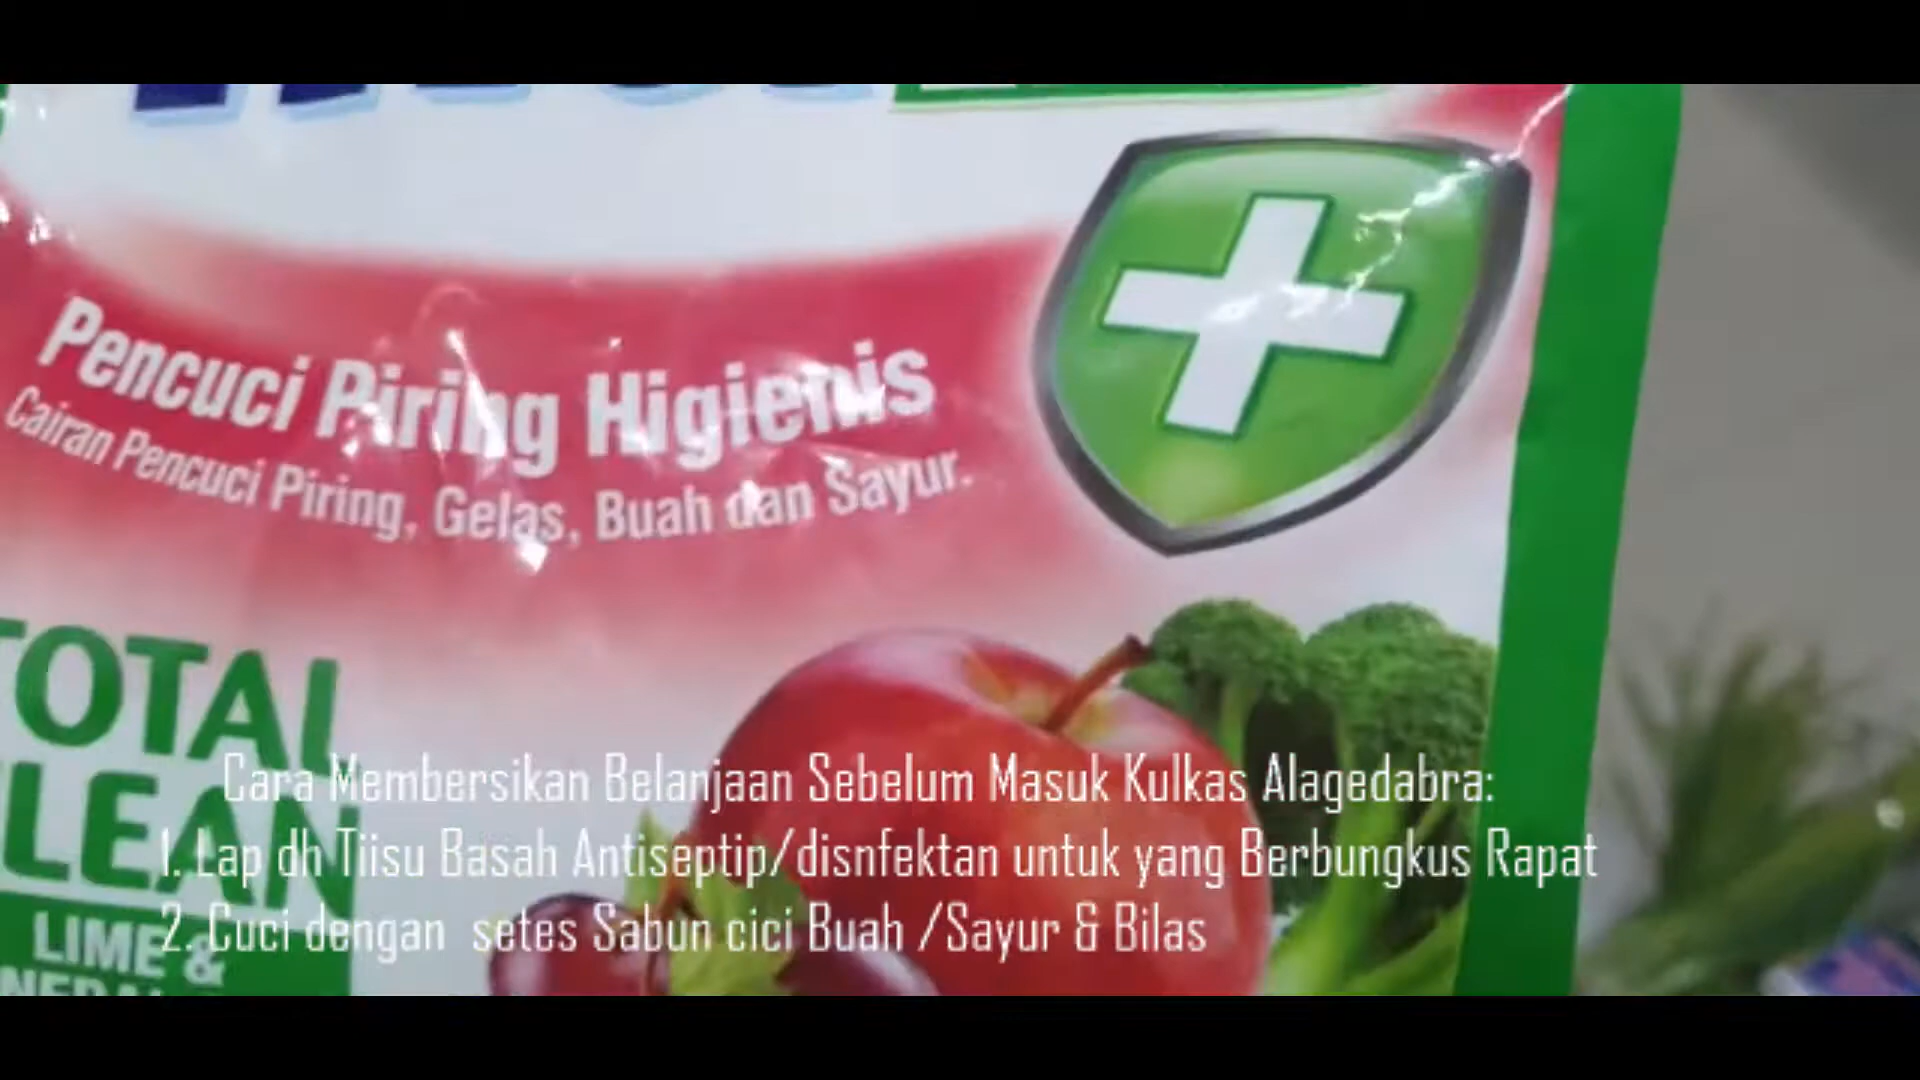 Pencuci Piring Higienis
Cairan Pencuci Piring, Gelas, Buah dan Sayur.
TOTAL
CLEAN
LIME &
Cara Membersikan Belanjaan Sebelum Masuk Kulkas Alagedabra:
1. Lap dh Tiisu Basah Antiseptip/disnfektan untuk yang Berbungkus Rapat
2. Cuci dengan setes Sabun cici Buah /Sayur & Bilas